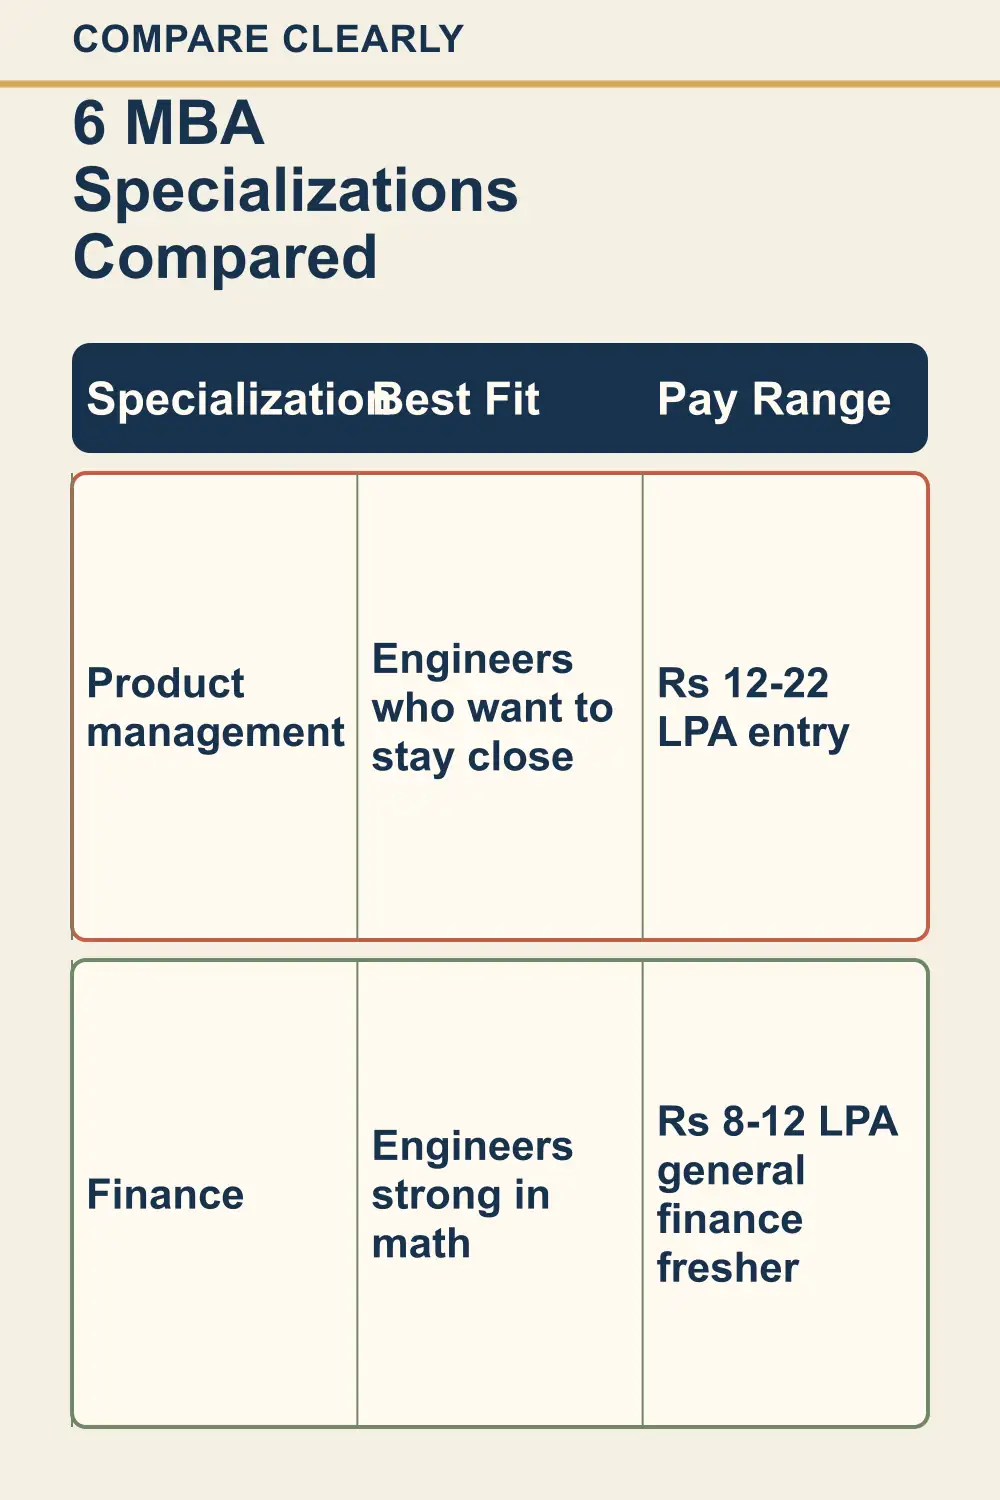 COMPARE CLEARLY
6 MBA
Specializations
Compared
Specialization Best Fit Pay Range
Product
management
Engineers
who want to
stay close
Rs 12-22
LPA entry
Finance
Engineers
strong in
math
Rs 8-12 LPA
general
finance
fresher